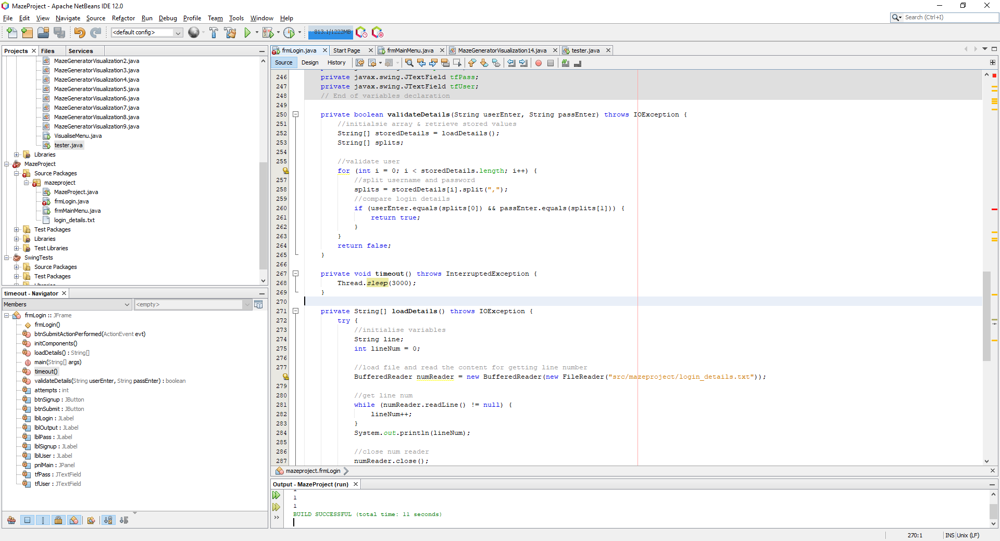 MazeProject - Apache NetBeans IDE 12.0
File Edit View Navigate Source Refactor Run Debug Profile Team Tools Window Help
Search (Ctrl+I)
<default config>
813.1/1222MB
Projects Files Services
MazeGeneratorVisualization2.java
MazeGeneratorVisualization3.java
MazeGeneratorVisualization4.java
MazeGeneratorVisualization5.java
MazeGeneratorVisualization6.java
MazeGeneratorVisualization7.java
MazeGeneratorVisualization8.java
MazeGeneratorVisualization9.java
VisualiseMenu.java
tester.java
Libraries
MazeProject
Source Packages
mazeproject
MazeProject.java
frmLogin.java
frmMainMenu.java
login_details.txt
Test Packages
Libraries
Test Libraries
SwingTests
Source Packages
Test Packages
Libraries
timeout - Navigator
Members
<empty>
frmLogin :: JFrame
frmLogin()
btnSubmitActionPerformed(ActionEvent evt)
initComponents()
loadDetails() : String[]
main(String[] args)
timeout()
validateDetails(String userEnter, String passEnter) : boolean
attempts : int
btnSignup : JButton
btnSubmit : JButton
lblLogin : JLabel
lblOutput : JLabel
lblPass : JLabel
lblSignup : JLabel
lblUser : JLabel
pnlMain : JPanel
tfPass : JTextField
tfUser : JTextField
frmLogin.java Start Page frmMainMenu.java MazeGeneratorVisualization14.java tester.java
Source Design History
246 private javax.swing.JTextField tfPass;
247 private javax.swing.JTextField tfUser;
248 // End of variables declaration
249
250 private boolean validateDetails(String userEnter, String passEnter) throws IOException {
251 //initialsie array & retrieve stored values
252 String[] storedDetails = loadDetails();
253 String[] splits;
254
255 //validate user
for (int i = 0; i < storedDetails.length; i++) {
257 //split username and password
258 splits = storedDetails[i].split(",");
259 //compare login details
260 if (userEnter.equals(splits[0]) && passEnter.equals(splits[1])) {
261 return true;
262 }
263 }
264 return false;
265 }
266
267 private void timeout() throws InterruptedException {
268 Thread.sleep(3000);
269 }
270
271 private String[] loadDetails() throws IOException {
272 try {
273 //initialise variables
274 String line;
275 int lineNum = 0;
276
277 //load file and read the content for getting line number
BufferedReader numReader = new BufferedReader(new FileReader("src/mazeproject/login_details.txt"));
279
280 //get line num
281 while (numReader.readLine() != null) {
282 lineNum++;
283 }
284 System.out.println(lineNum);
285
286 //close num reader
287 numReader.close();
mazeproject.frmLogin
Output - MazeProject (run)
1
1
BUILD SUCCESSFUL (total time: 11 seconds)
270:1 INS Unix (LF)